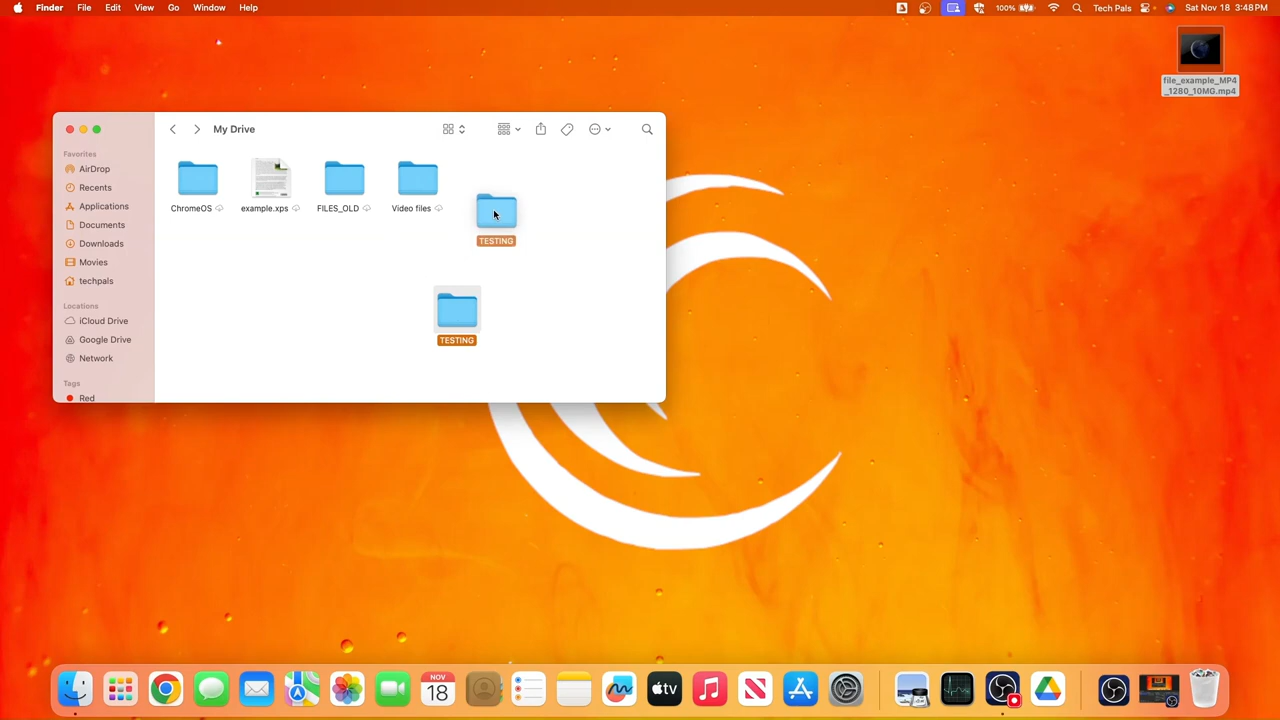 Finder File Edit View Go Window Help
100% Tech Pals Sat Nov 18 3:48PM
file_example_MP4
_1280_10MG.mp4
My Drive
Favorites
AirDrop
Recents
Applications
Documents
Downloads
Movies
techpals
Locations
iCloud Drive
Google Drive
Network
Tags
Red
ChromeOS
example.xps
FILES_OLD
Video files
TESTING
TESTING
NOV
18
tv